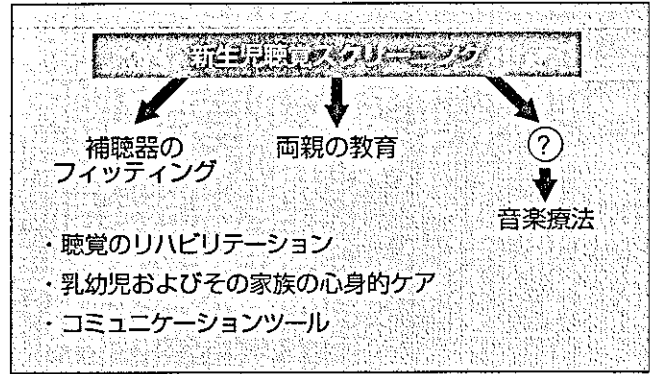 新生児聴覚スクリーニング
補聴器の
フィッティング
両親の教育
?
音楽療法
・聴覚のリハビリテーション
・乳幼児およびその家族の心身的ケア
・コミュニケーションツール